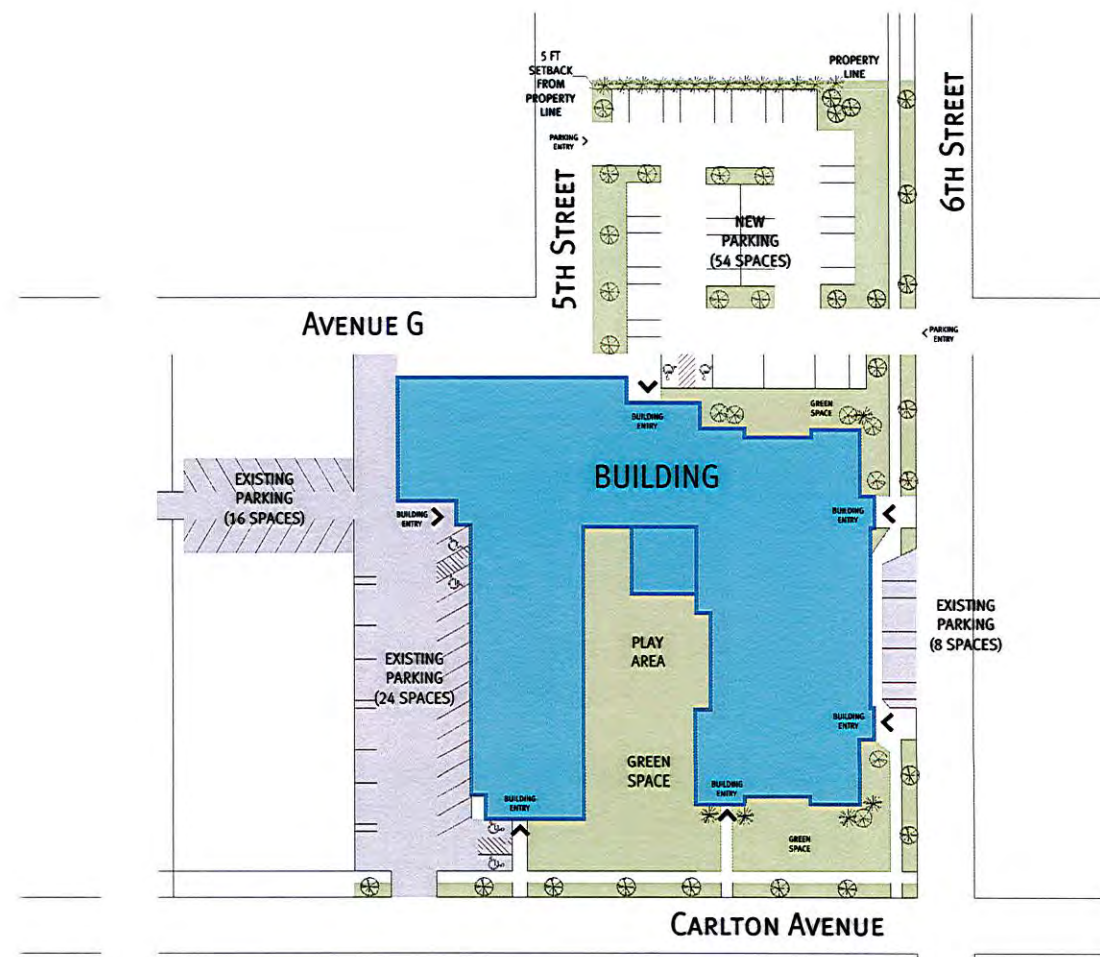 5 FT
SETBACK
FROM
PROPERTY
LINE
PROPERTY
LINE
6TH STREET
PARKING
ENTRY
5TH STREET
NEW
PARKING
(54 SPACES)
AVENUE G
PARKING
ENTRY
BUILDING
ENTRY
GREEN
SPACE
BUILDING
EXISTING
PARKING
(16 SPACES)
BUILDING
ENTRY
BUILDING
ENTRY
EXISTING
PARKING
(8 SPACES)
PLAY
AREA
EXISTING
PARKING
(24 SPACES)
BUILDING
ENTRY
GREEN
SPACE
BUILDING
ENTRY
BUILDING
ENTRY
GREEN
SPACE
CARLTON AVENUE